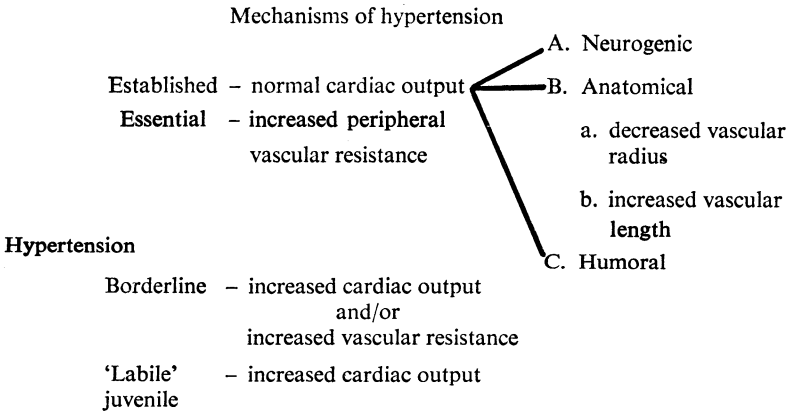 Mechanisms of hypertension
A. Neurogenic
Established – normal cardiac output
B. Anatomical
Essential – increased peripheral
vascular resistance
a. decreased vascular
radius
b. increased vascular
length
Hypertension
C. Humoral
Borderline – increased cardiac output
and/or
increased vascular resistance
‘Labile’ – increased cardiac output
juvenile